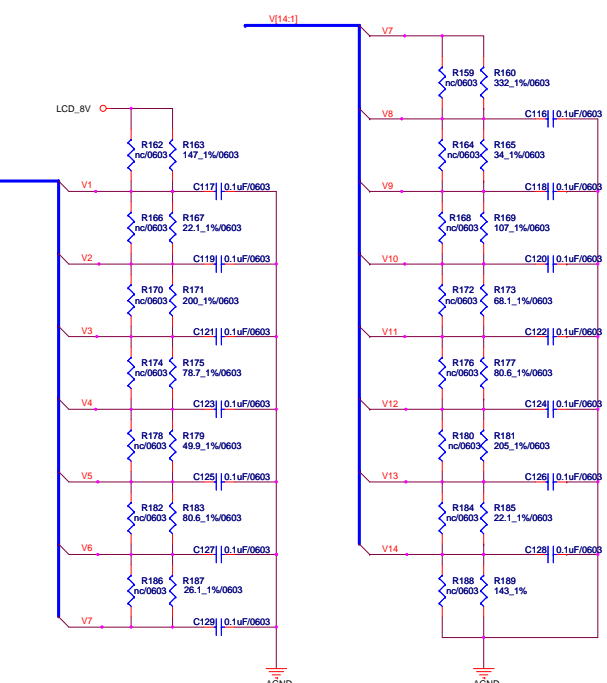 V[14:1]
V7
R159
nc/0603
R160
332_1%/0603
LCD_8V
V8
C116
0.1uF/0603
R162
nc/0603
R163
147_1%/0603
R164
nc/0603
R165
34_1%/0603
V1
C117
0.1uF/0603
V9
C118
0.1uF/0603
R166
nc/0603
R167
22.1_1%/0603
R168
nc/0603
R169
107_1%/0603
V2
C119
0.1uF/0603
V10
C120
0.1uF/0603
R170
nc/0603
R171
200_1%/0603
R172
nc/0603
R173
68.1_1%/0603
V3
C121
0.1uF/0603
V11
C122
0.1uF/0603
R174
nc/0603
R175
78.7_1%/0603
R176
nc/0603
R177
80.6_1%/0603
V4
C123
0.1uF/0603
V12
C124
0.1uF/0603
R178
nc/0603
R179
49.9_1%/0603
R180
nc/0603
R181
205_1%/0603
V5
C125
0.1uF/0603
V13
C126
0.1uF/0603
R182
nc/0603
R183
80.6_1%/0603
R184
nc/0603
R185
22.1_1%/0603
V6
C127
0.1uF/0603
V14
C128
0.1uF/0603
R186
nc/0603
R187
26.1_1%/0603
R188
nc/0603
R189
143_1%
V7
C129
0.1uF/0603
AGND
AGND